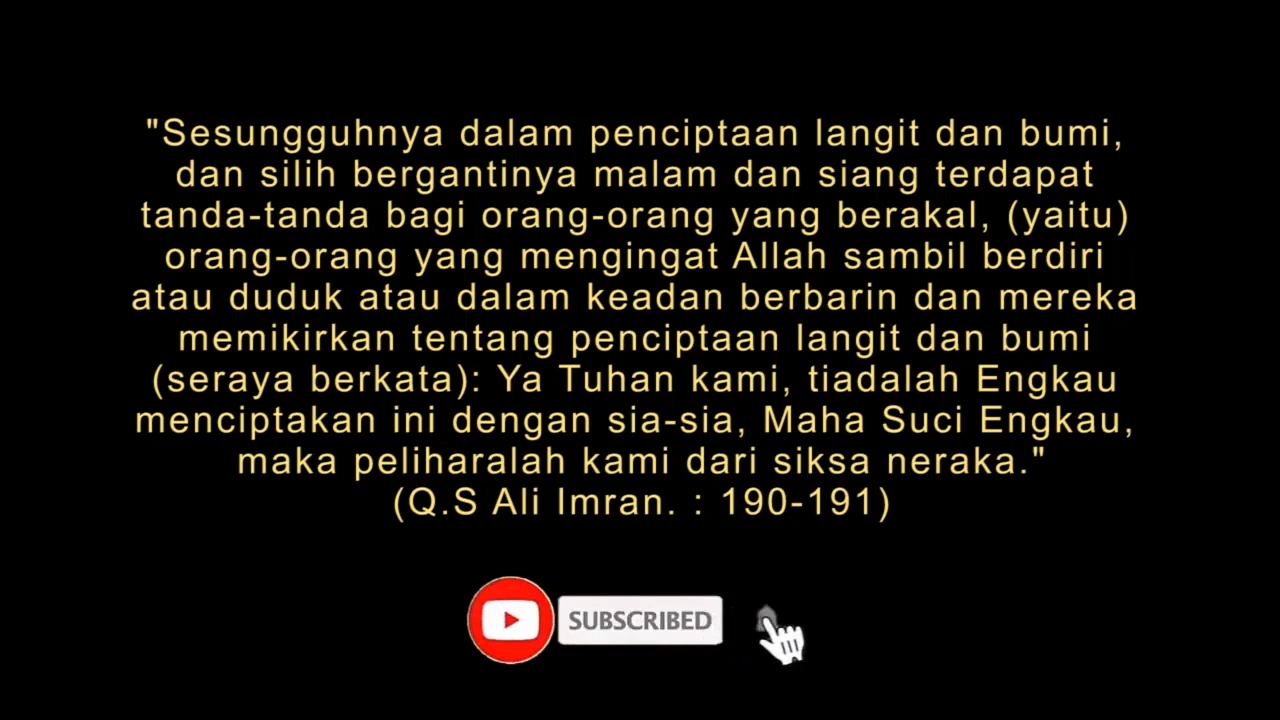 "Sesungguhnya dalam penciptaan langit dan bumi,
dan silih bergantinya malam dan siang terdapat
tanda-tanda bagi orang-orang yang berakal, (yaitu)
orang-orang yang mengingat Allah sambil berdiri
atau duduk atau dalam keadan berbarin dan mereka
memikirkan tentang penciptaan langit dan bumi
(seraya berkata): Ya Tuhan kami, tiadalah Engkau
menciptakan ini dengan sia-sia, Maha Suci Engkau,
maka peliharalah kami dari siksa neraka."
(Q.S Ali Imran. : 190-191)
SUBSCRIBED